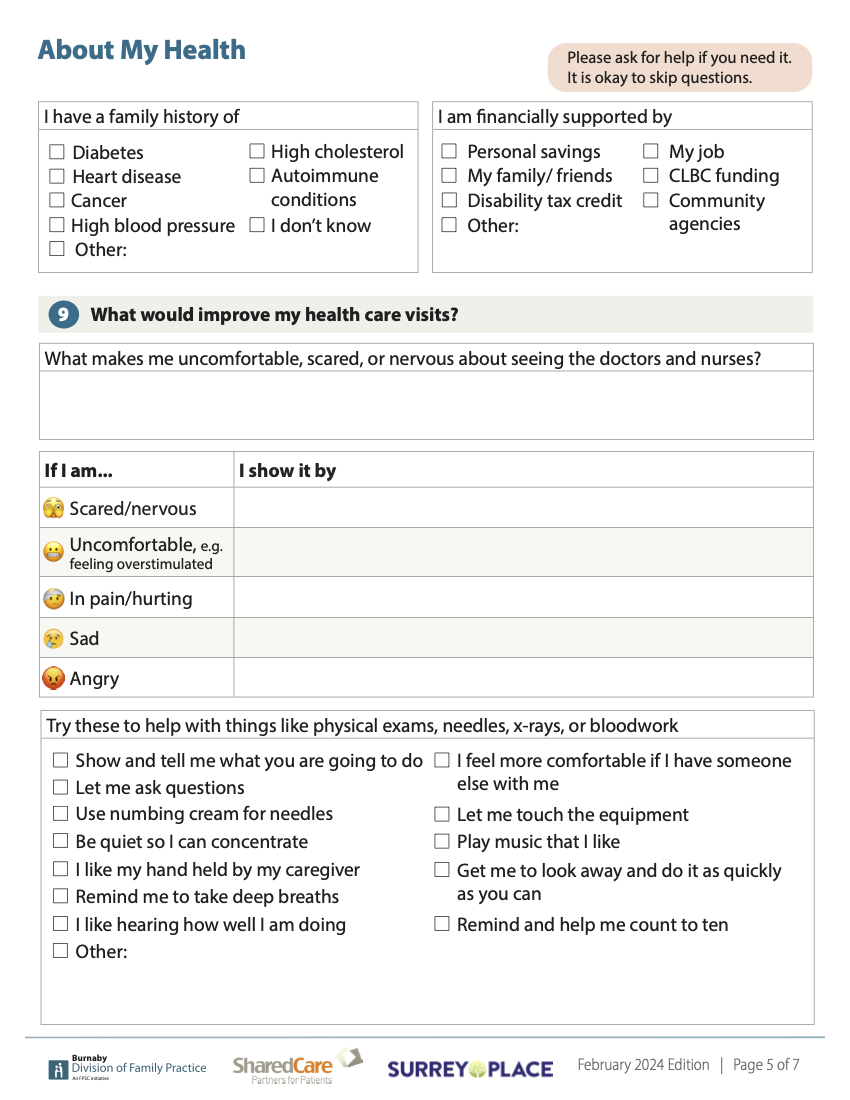 About My Health
Please ask for help if you need it.
It is okay to skip questions.
I have a family history of
Diabetes
Heart disease
Cancer
High blood pressure
Other:
High cholesterol
Autoimmune
conditions
I don’t know
I am financially supported by
Personal savings
My family/ friends
Disability tax credit
Other:
My job
CLBC funding
Community
agencies
9 What would improve my health care visits?
What makes me uncomfortable, scared, or nervous about seeing the doctors and nurses?
If I am... I show it by
Scared/nervous
Uncomfortable, e.g.
feeling overstimulated
In pain/hurting
Sad
Angry
Try these to help with things like physical exams, needles, x-rays, or bloodwork
Show and tell me what you are going to do
Let me ask questions
Use numbing cream for needles
Be quiet so I can concentrate
I like my hand held by my caregiver
Remind me to take deep breaths
I like hearing how well I am doing
Other:
I feel more comfortable if I have someone
else with me
Let me touch the equipment
Play music that I like
Get me to look away and do it as quickly
as you can
Remind and help me count to ten
Burnaby
Division of Family Practice
An FPSC initiative
SharedCare
Partners for Patients
SURREY PLACE
February 2024 Edition | Page 5 of 7